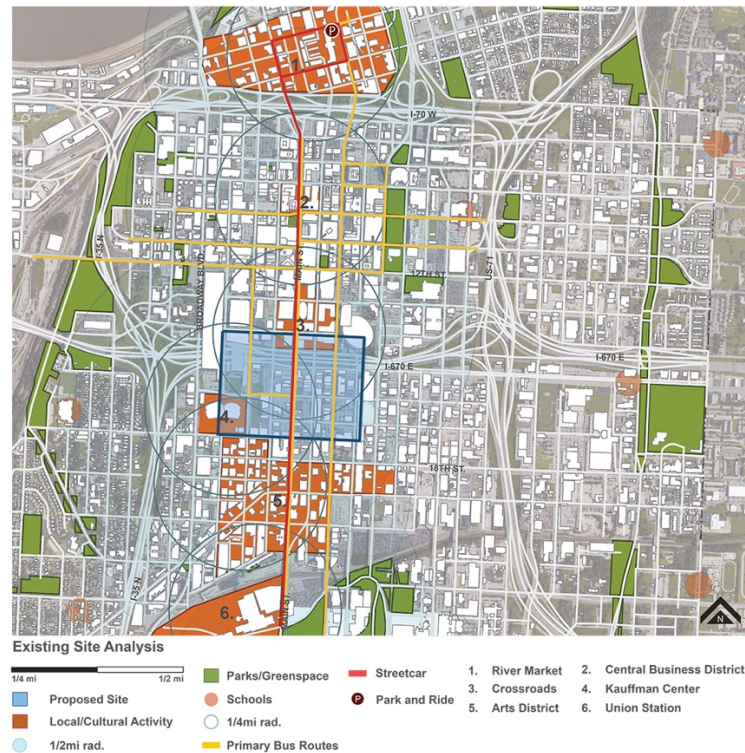 P
1.
I-70 W
2.
I-35 N
BROADWAY BLVD
MAIN ST.
12TH ST.
US-71
3.
I-670 E
I-670 E
4.
18TH ST.
5.
I-35 N
6.
MAIN ST.
N
Existing Site Analysis
1/4 mi 1/2 mi
Proposed Site
Local/Cultural Activity
1/2mi rad.
Parks/Greenspace
Schools
1/4mi rad.
Primary Bus Routes
Streetcar
P Park and Ride
1. River Market 2. Central Business District
3. Crossroads 4. Kauffman Center
5. Arts District 6. Union Station